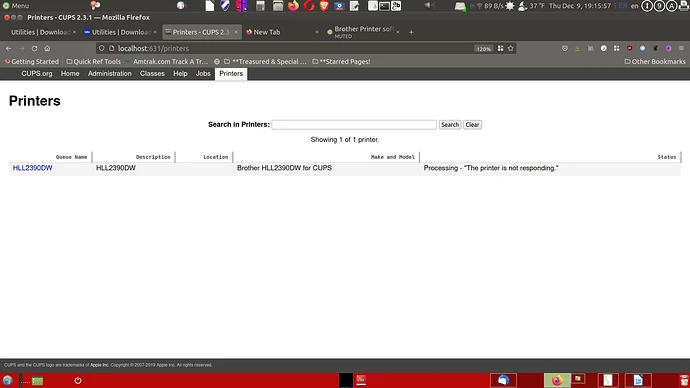 Menu
Printers - CUPS 2.3.1 — Mozilla Firefox
89 B/s 37 °F Thu Dec 9, 19:15:57 EN en
Utilities | Download
Utilities | Downloa
Printers - CUPS 2.3.
New Tab
Brother Printer soft
MUTED
localhost:631/printers
120%
Getting Started
Quick Ref Tools
Amtrak.com Track A Tr…
**Treasured & Special …
**Starred Pages!
Other Bookmarks
CUPS.org Home Administration Classes Help Jobs Printers
Printers
Search in Printers: Search Clear
Showing 1 of 1 printer.
Queue Name Description Location Make and Model Status
HLL2390DW HLL2390DW Brother HLL2390DW for CUPS Processing - "The printer is not responding."
CUPS and the CUPS logo are trademarks of Apple Inc. Copyright © 2007-2019 Apple Inc. All rights reserved.